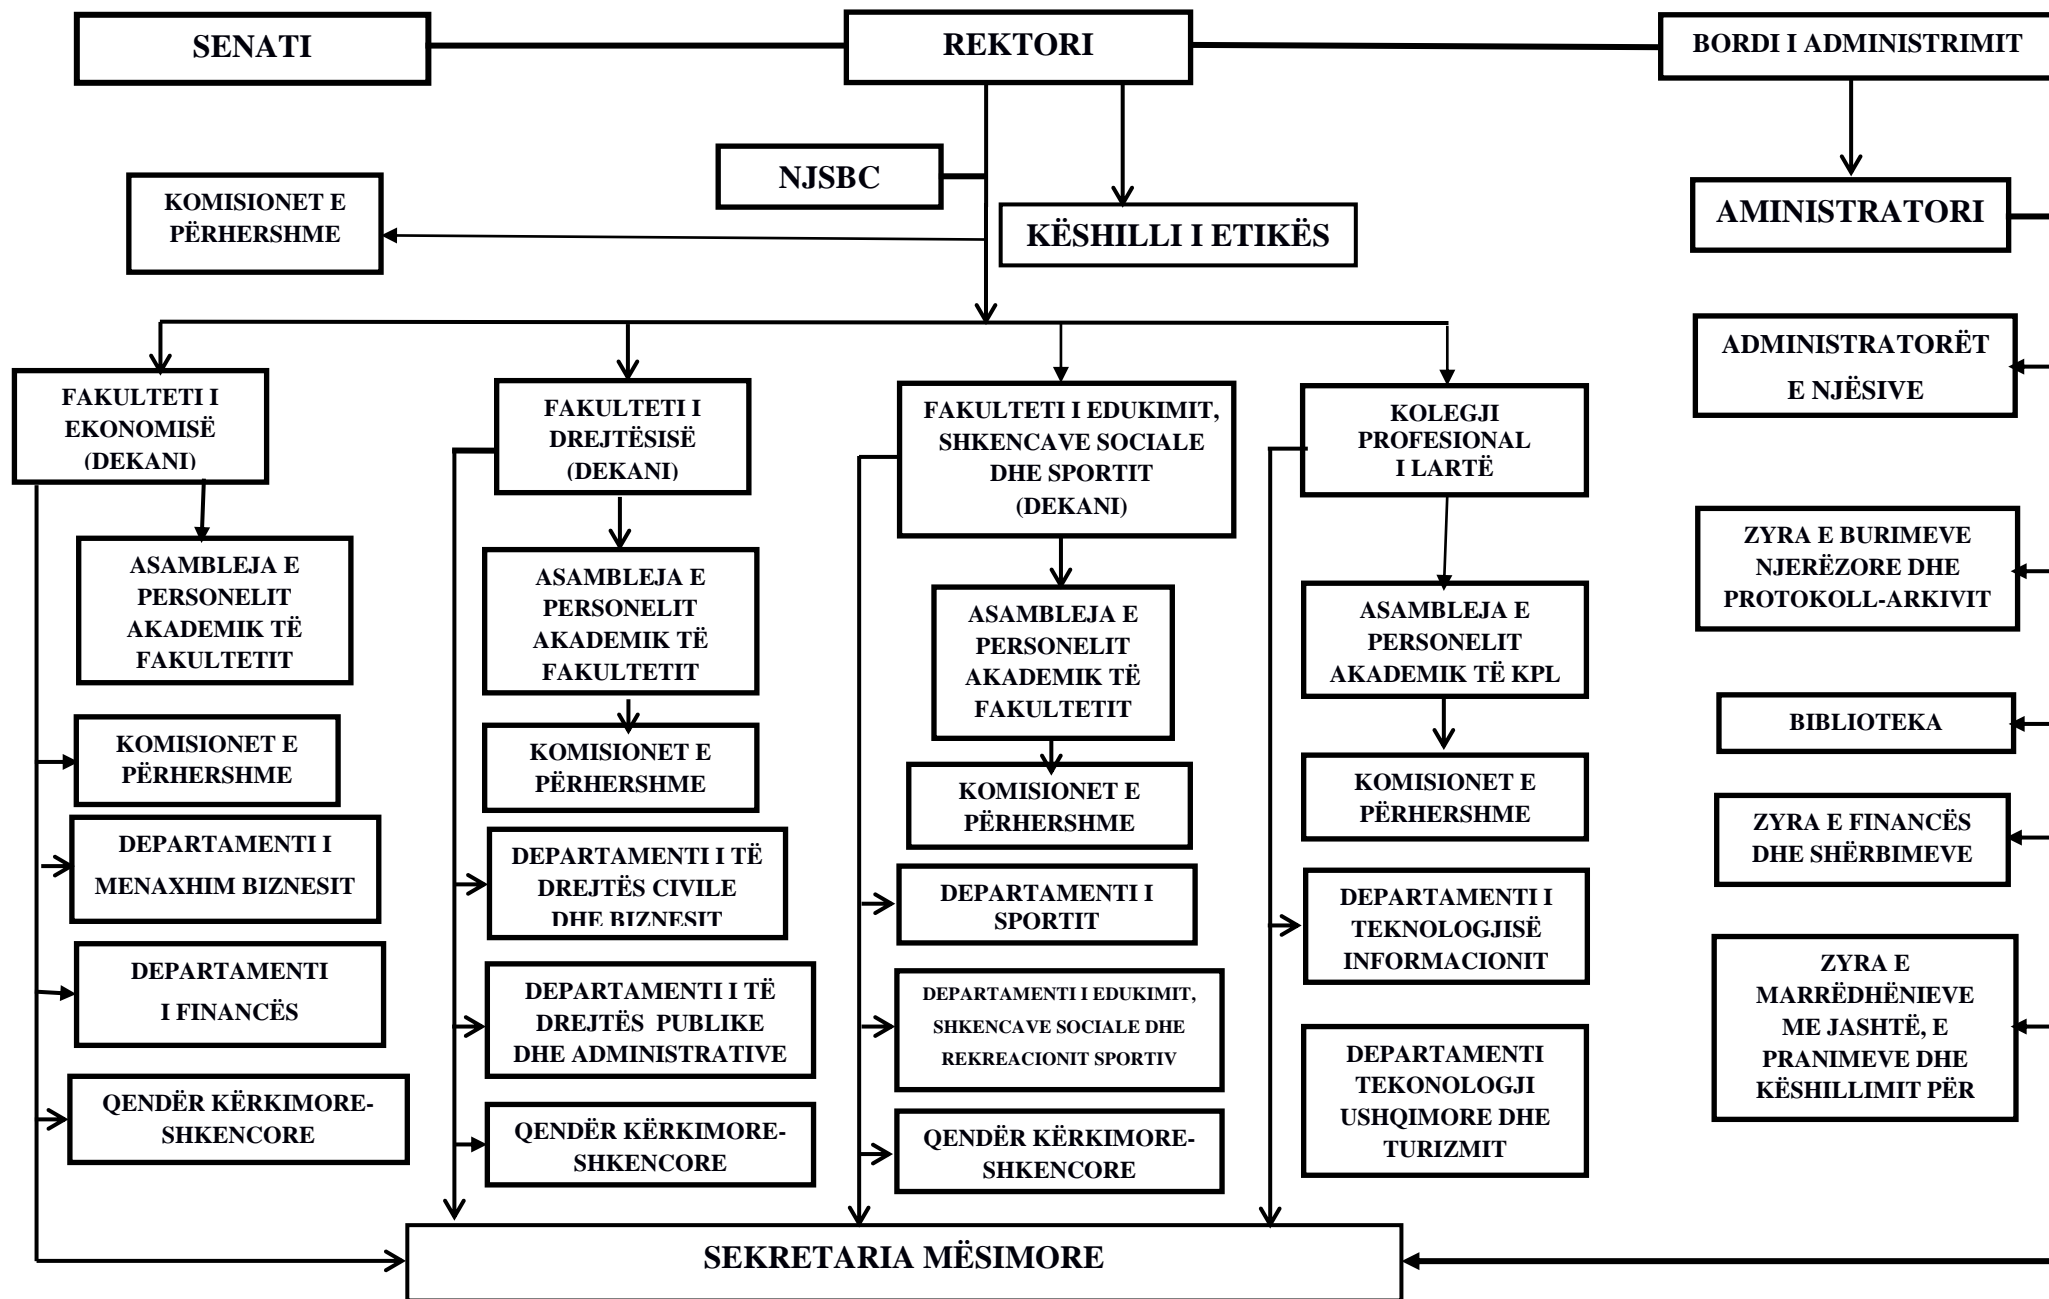 SENATI
REKTORI
BORDI I ADMINISTRIMIT
NJSBC
KOMISIONET E
PËRHERSHME
KËSHILLI I ETIKËS
AMINISTRATORI
FAKULTETI I
EKONOMISË
(DEKANI)
FAKULTETI I
DREJTËSISË
(DEKANI)
FAKULTETI I EDUKIMIT,
SHKENCAVE SOCIALE
DHE SPORTIT
(DEKANI)
KOLEGJI
PROFESIONAL
I LARTË
ADMINISTRATORËT
E NJËSIVE
ASAMBLEJA E
PERSONELIT
AKADEMIK TË
FAKULTETIT
ASAMBLEJA E
PERSONELIT
AKADEMIK TË
FAKULTETIT
ASAMBLEJA E
PERSONELIT
AKADEMIK TË
FAKULTETIT
ASAMBLEJA E
PERSONELIT
AKADEMIK TË KPL
ZYRA E BURIMEVE
NJERËZORE DHE
PROTOKOLL-ARKIVIT
KOMISIONET E
PËRHERSHME
KOMISIONET E
PËRHERSHME
KOMISIONET E
PËRHERSHME
KOMISIONET E
PËRHERSHME
BIBLIOTEKA
DEPARTAMENTI I
MENAXHIM BIZNESIT
DEPARTAMENTI I TË
DREJTËS CIVILE
DHE BIZNESIT
DEPARTAMENTI I
SPORTIT
DEPARTAMENTI I
TEKNOLOGJISË
INFORMACIONIT
ZYRA E FINANCËS
DHE SHËRBIMEVE
DEPARTAMENTI
I FINANCËS
DEPARTAMENTI I TË
DREJTËS  PUBLIKE
DHE ADMINISTRATIVE
DEPARTAMENTI I EDUKIMIT,
SHKENCAVE SOCIALE DHE
REKREACIONIT SPORTIV
DEPARTAMENTI
TEKONOLOGJI
USHQIMORE DHE
TURIZMIT
ZYRA E
MARRËDHËNIEVE
ME JASHTË, E
PRANIMEVE DHE
KËSHILLIMIT PËR
QENDËR KËRKIMORE-
SHKENCORE
QENDËR KËRKIMORE-
SHKENCORE
QENDËR KËRKIMORE-
SHKENCORE
SEKRETARIA MËSIMORE